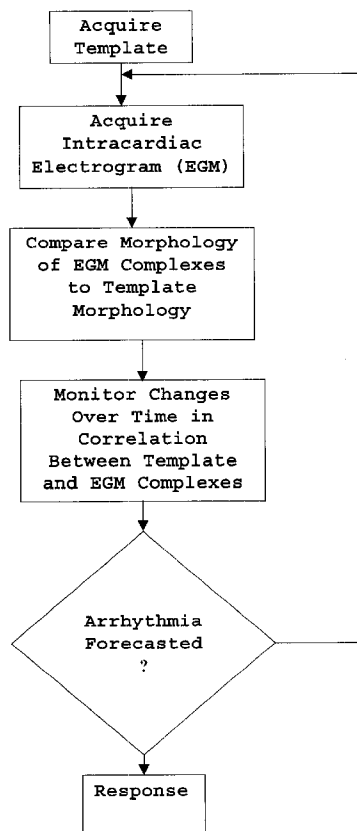 Acquire
Template
Acquire
Intracardiac
Electrogram (EGM)
Compare Morphology
of EGM Complexes
to Template
Morphology
Monitor Changes
Over Time in
Correlation
Between Template
and EGM Complexes
Arrhythmia
Forecasted
?
Response